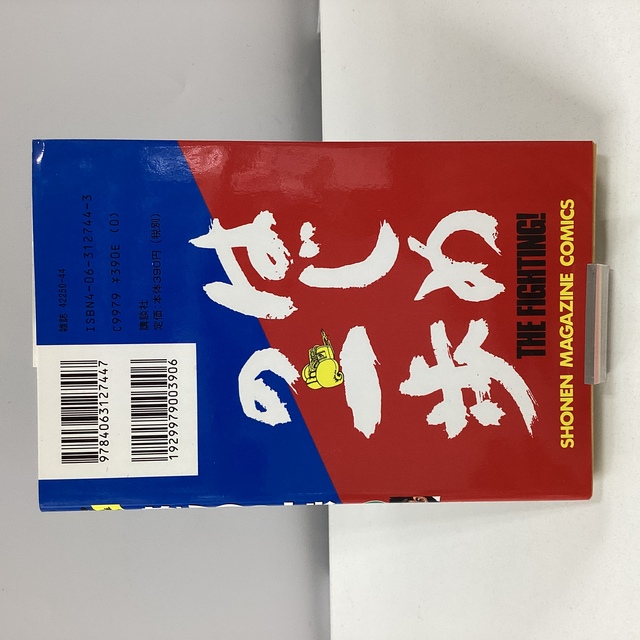 雑誌 42250-44
ISBN4-06-312744-3
C9979 ¥390E (0)
講談社
定価 本体390円(税別)
9784063127447
1929979003906
はじめ
の一歩
THE FIGHTING!
SHONEN MAGAZINE COMICS